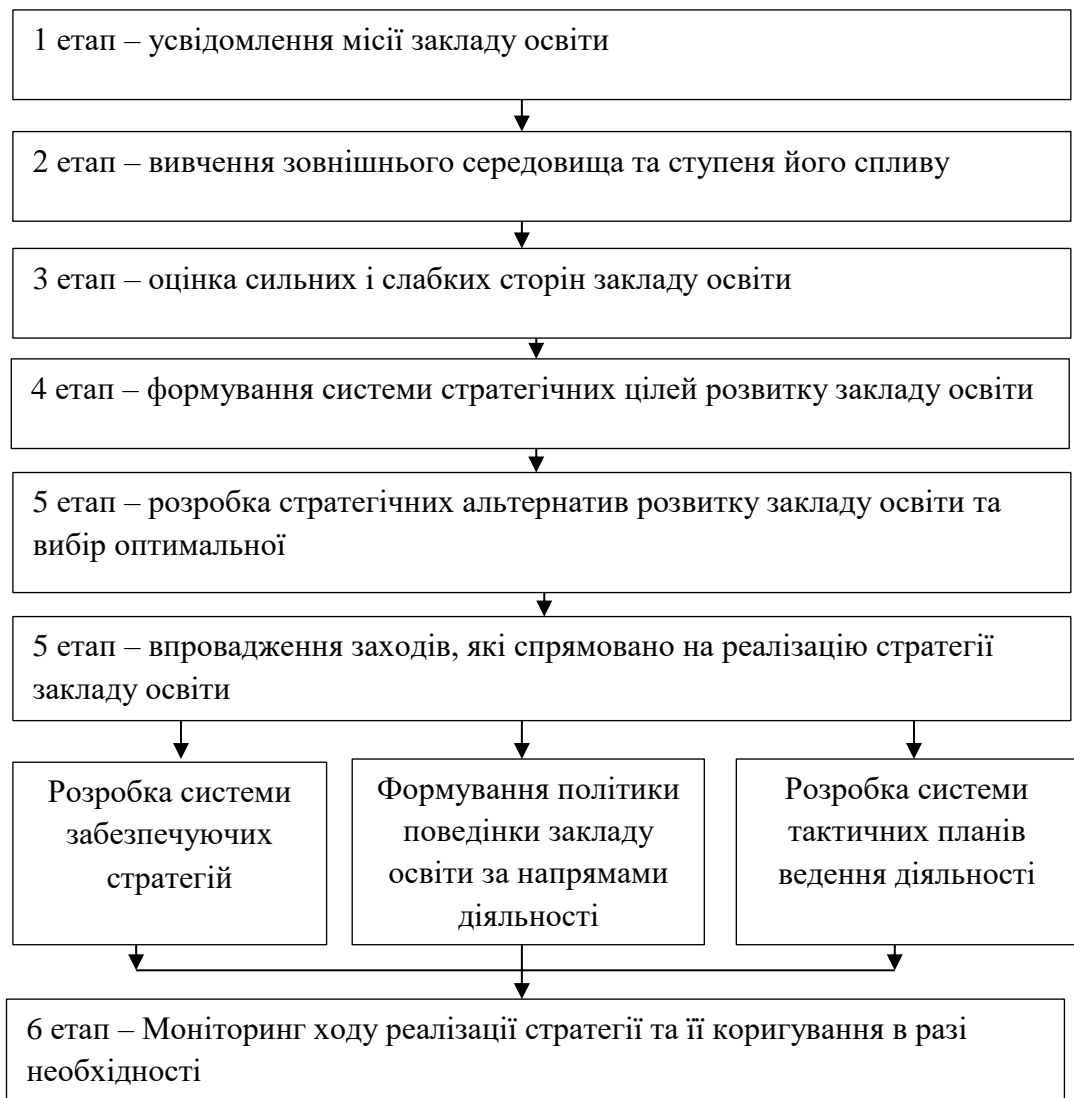 1 етап – усвідомлення місії закладу освіти
2 етап – вивчення зовнішнього середовища та ступеня його спливу
3 етап – оцінка сильних і слабких сторін закладу освіти
4 етап – формування системи стратегічних цілей розвитку закладу освіти
5 етап – розробка стратегічних альтернатив розвитку закладу освіти та
вибір оптимальної
5 етап – впровадження заходів, які спрямовано на реалізацію стратегії
закладу освіти
Розробка системи
забезпечуючих
стратегій
Формування політики
поведінки закладу
освіти за напрямами
діяльності
Розробка системи
тактичних планів
ведення діяльності
6 етап – Моніторинг ходу реалізації стратегії та її коригування в разі
необхідності